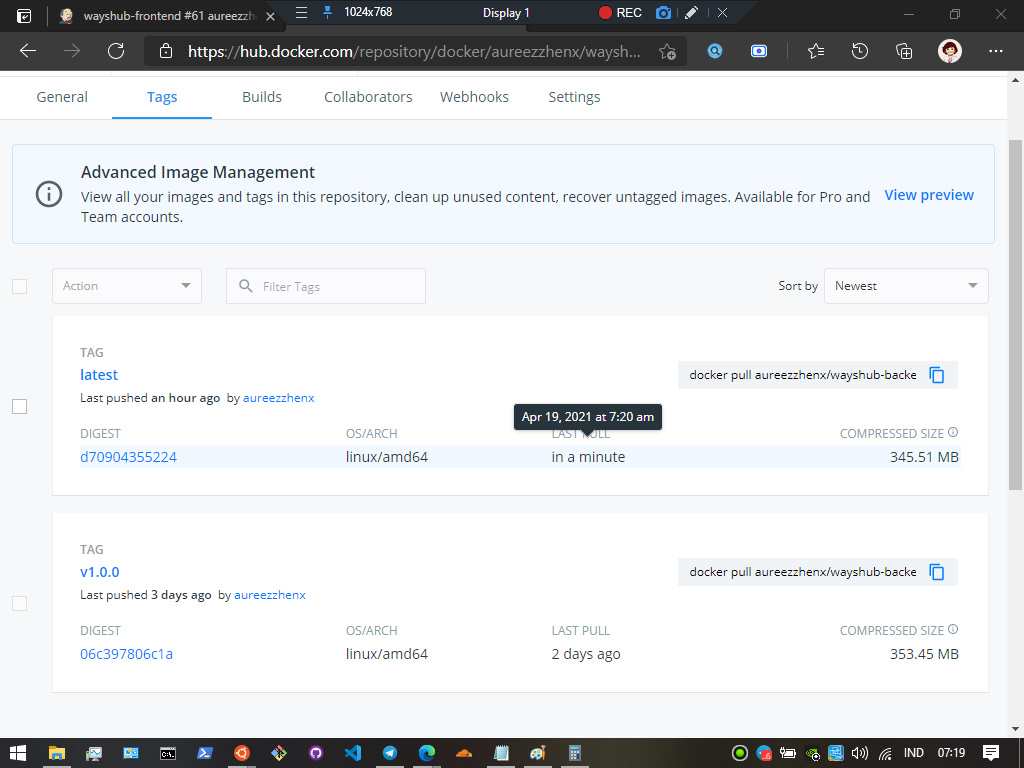 wayshub-frontend #61 aureezzh
1024x768
Display 1
REC
https://hub.docker.com/repository/docker/aureezzhenx/waysh...
General
Tags
Builds
Collaborators
Webhooks
Settings
Advanced Image Management
View all your images and tags in this repository, clean up unused content, recover untagged images. Available for Pro and
Team accounts.
View preview
Action
Filter Tags
Sort by
Newest
TAG
latest
docker pull aureezzhenx/wayshub-backe
Last pushed an hour ago by aureezzhenx
Apr 19, 2021 at 7:20 am
DIGEST
OS/ARCH
LAST PULL
COMPRESSED SIZE
d70904355224
linux/amd64
in a minute
345.51 MB
TAG
v1.0.0
docker pull aureezzhenx/wayshub-backe
Last pushed 3 days ago by aureezzhenx
DIGEST
OS/ARCH
LAST PULL
COMPRESSED SIZE
06c397806c1a
linux/amd64
2 days ago
353.45 MB
IND
07:19